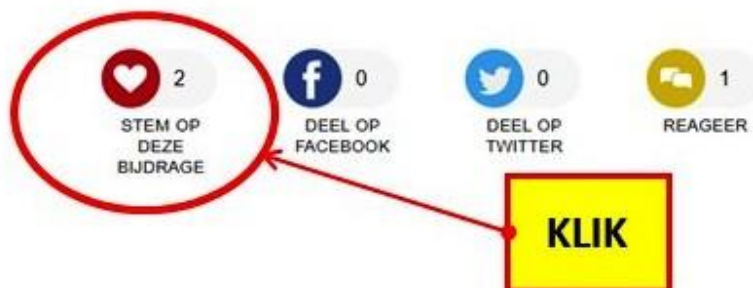 2
0
0
1
STEM OP
DEZE
BIJDRAGE
DEEL OP
FACEBOOK
DEEL OP
TWITTER
REAGEER
KLIK